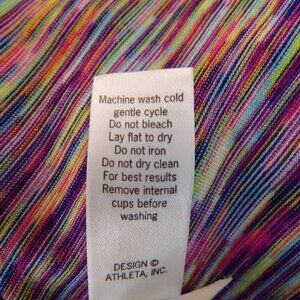 Machine wash cold
gentle cycle
Do not bleach
Lay flat to dry
Do not iron
Do not dry clean
For best results
Remove internal
cups before
washing
DESIGN ©
ATHLETA, INC.